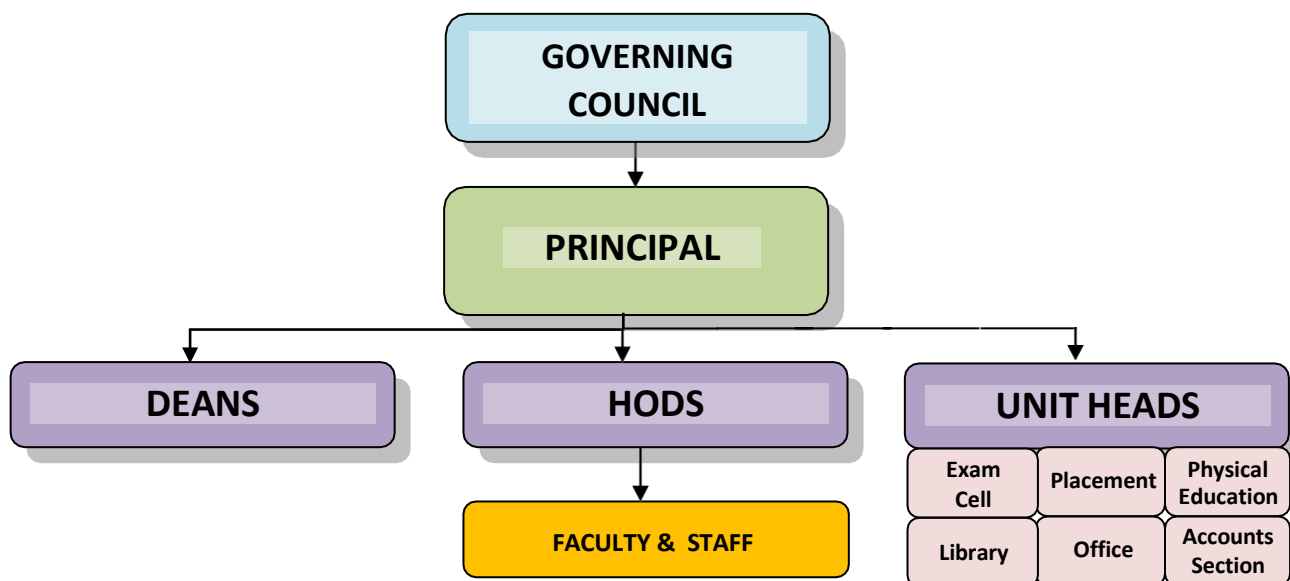 GOVERNING
COUNCIL
PRINCIPAL
DEANS
HODS
UNIT HEADS
Exam
Cell
Placement
Physical
Education
Library
Office
Accounts
Section
FACULTY & STAFF